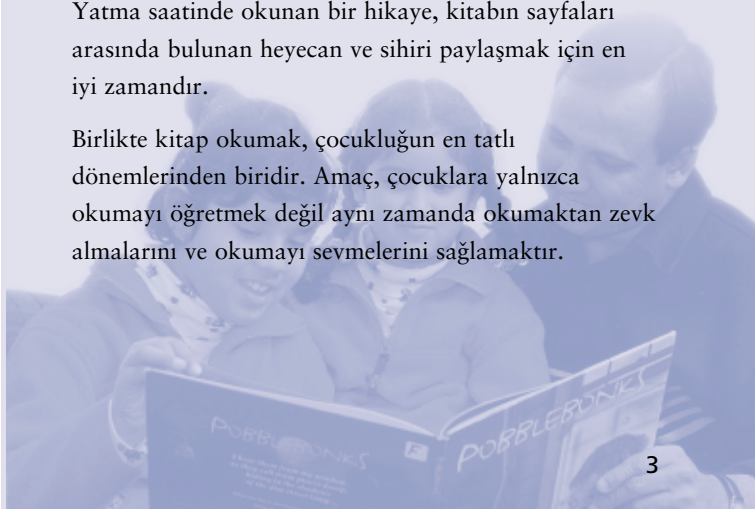 Yatma saatinde okunan bir hikaye, kitabın sayfaları
arasında bulunan heyecan ve sihiri paylaşmak için en
iyi zamandır.
Birlikte kitap okumak, çocukluğun en tatlı
dönemlerinden biridir. Amaç, çocuklara yalnızca
okumayı öğretmek değil aynı zamanda okumaktan zevk
almalarını ve okumayı sevmelerini sağlamaktır.
POBBLEBONKS
POBBLEBONKS
3